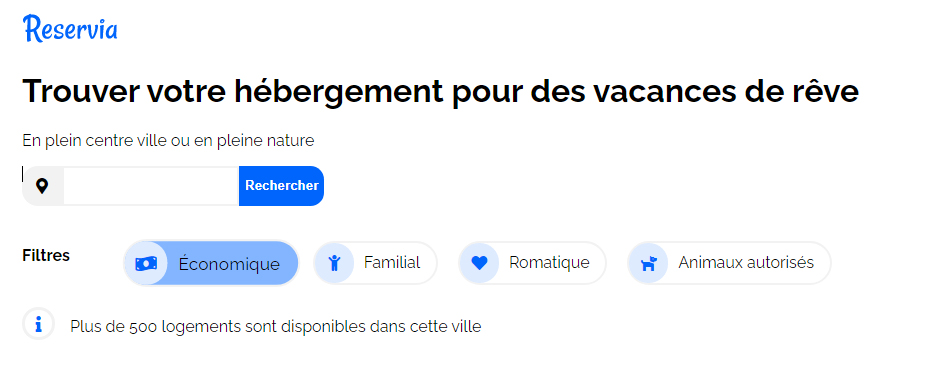 Reservia
Trouver votre hébergement pour des vacances de rêve
En plein centre ville ou en pleine nature
Rechercher
Filtres Économique Familial Romatique Animaux autorisés
Plus de 500 logements sont disponibles dans cette ville